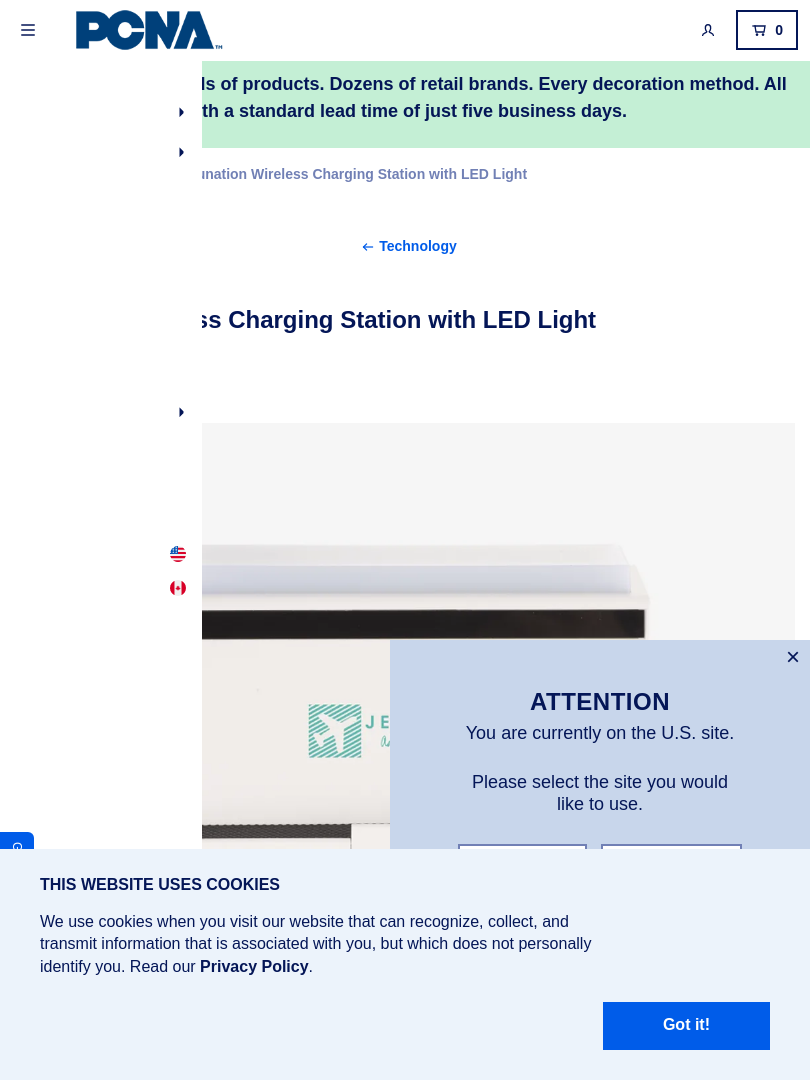 PCNA™
0
of products. Dozens of retail brands. Every decoration method. All
a standard lead time of just five business days.
Wireless Charging Station with LED Light
← Technology
Charging Station with LED Light
ATTENTION
You are currently on the U.S. site.
Please select the site you would
like to use.
THIS WEBSITE USES COOKIES
We use cookies when you visit our website that can recognize, collect, and
transmit information that is associated with you, but which does not personally
identify you. Read our Privacy Policy.
Got it!